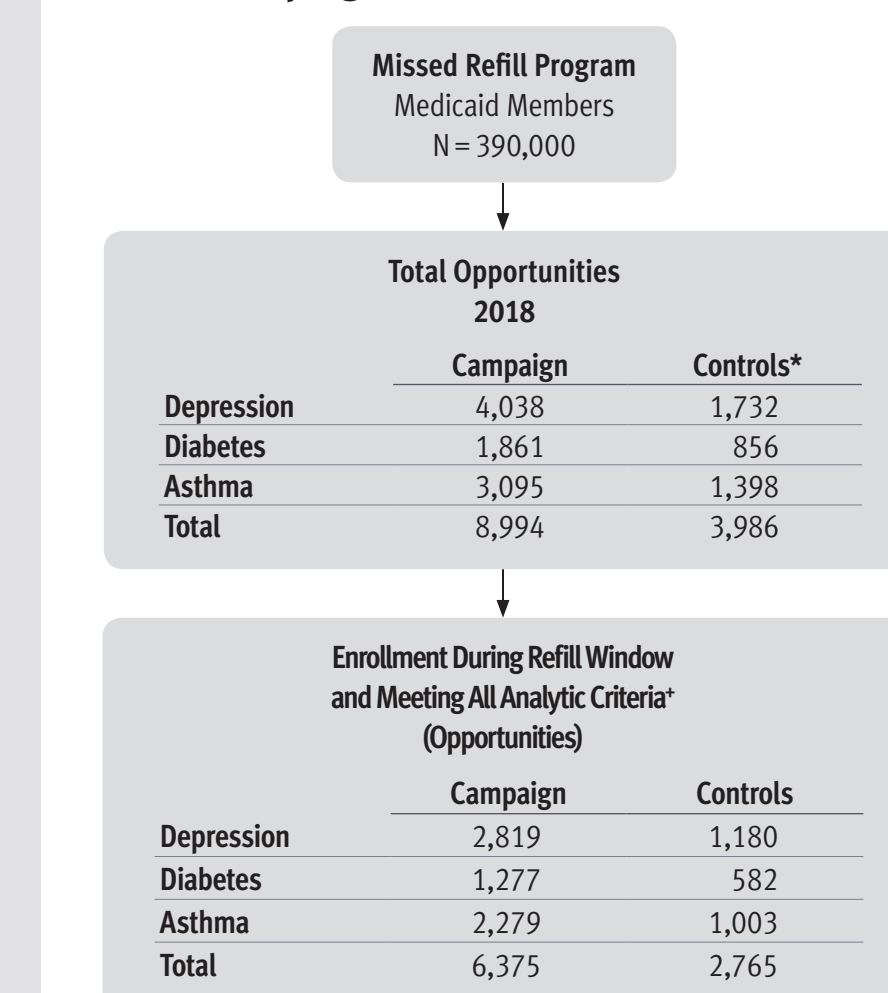 Missed Refill Program
Medicaid Members
N = 390,000
Total Opportunities
2018
Campaign Controls*
Depression 4,038 1,732
Diabetes 1,861 856
Asthma 3,095 1,398
Total 8,994 3,986
Enrollment During Refill Window
and Meeting All Analytic Criteria+
(Opportunities)
Campaign Controls
Depression 2,819 1,180
Diabetes 1,277 582
Asthma 2,279 1,003
Total 6,375 2,765